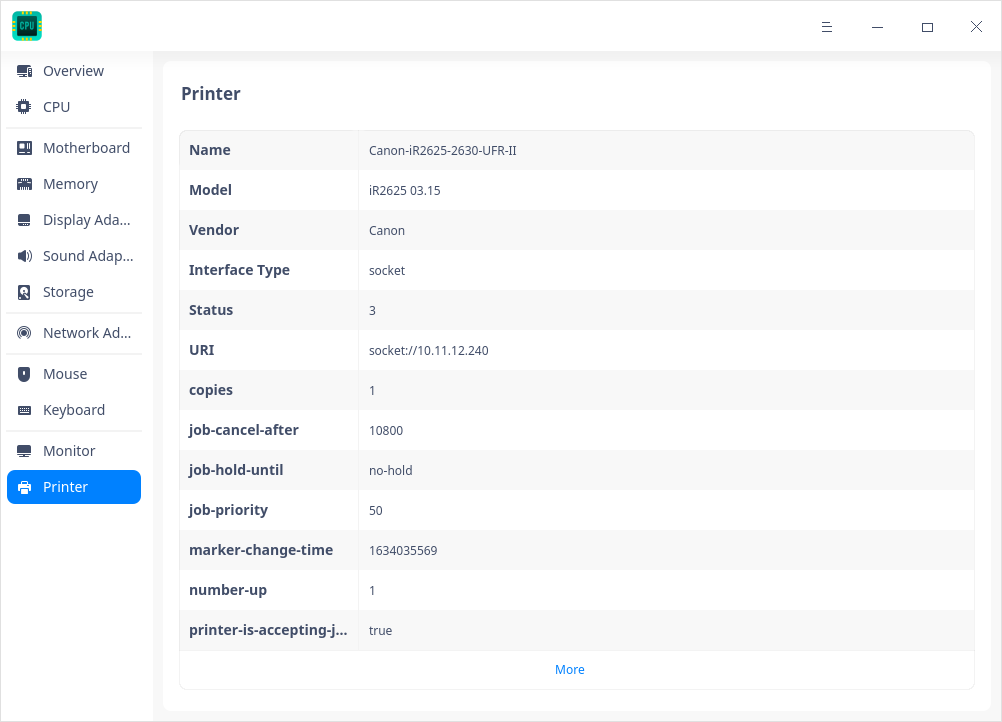 CPU
Overview
CPU
Motherboard
Memory
Display Ada...
Sound Adap...
Storage
Network Ad...
Mouse
Keyboard
Monitor
Printer
Printer
Name Canon-iR2625-2630-UFR-II
Model iR2625 03.15
Vendor Canon
Interface Type socket
Status 3
URI socket://10.11.12.240
copies 1
job-cancel-after 10800
job-hold-until no-hold
job-priority 50
marker-change-time 1634035569
number-up 1
printer-is-accepting-j... true
More